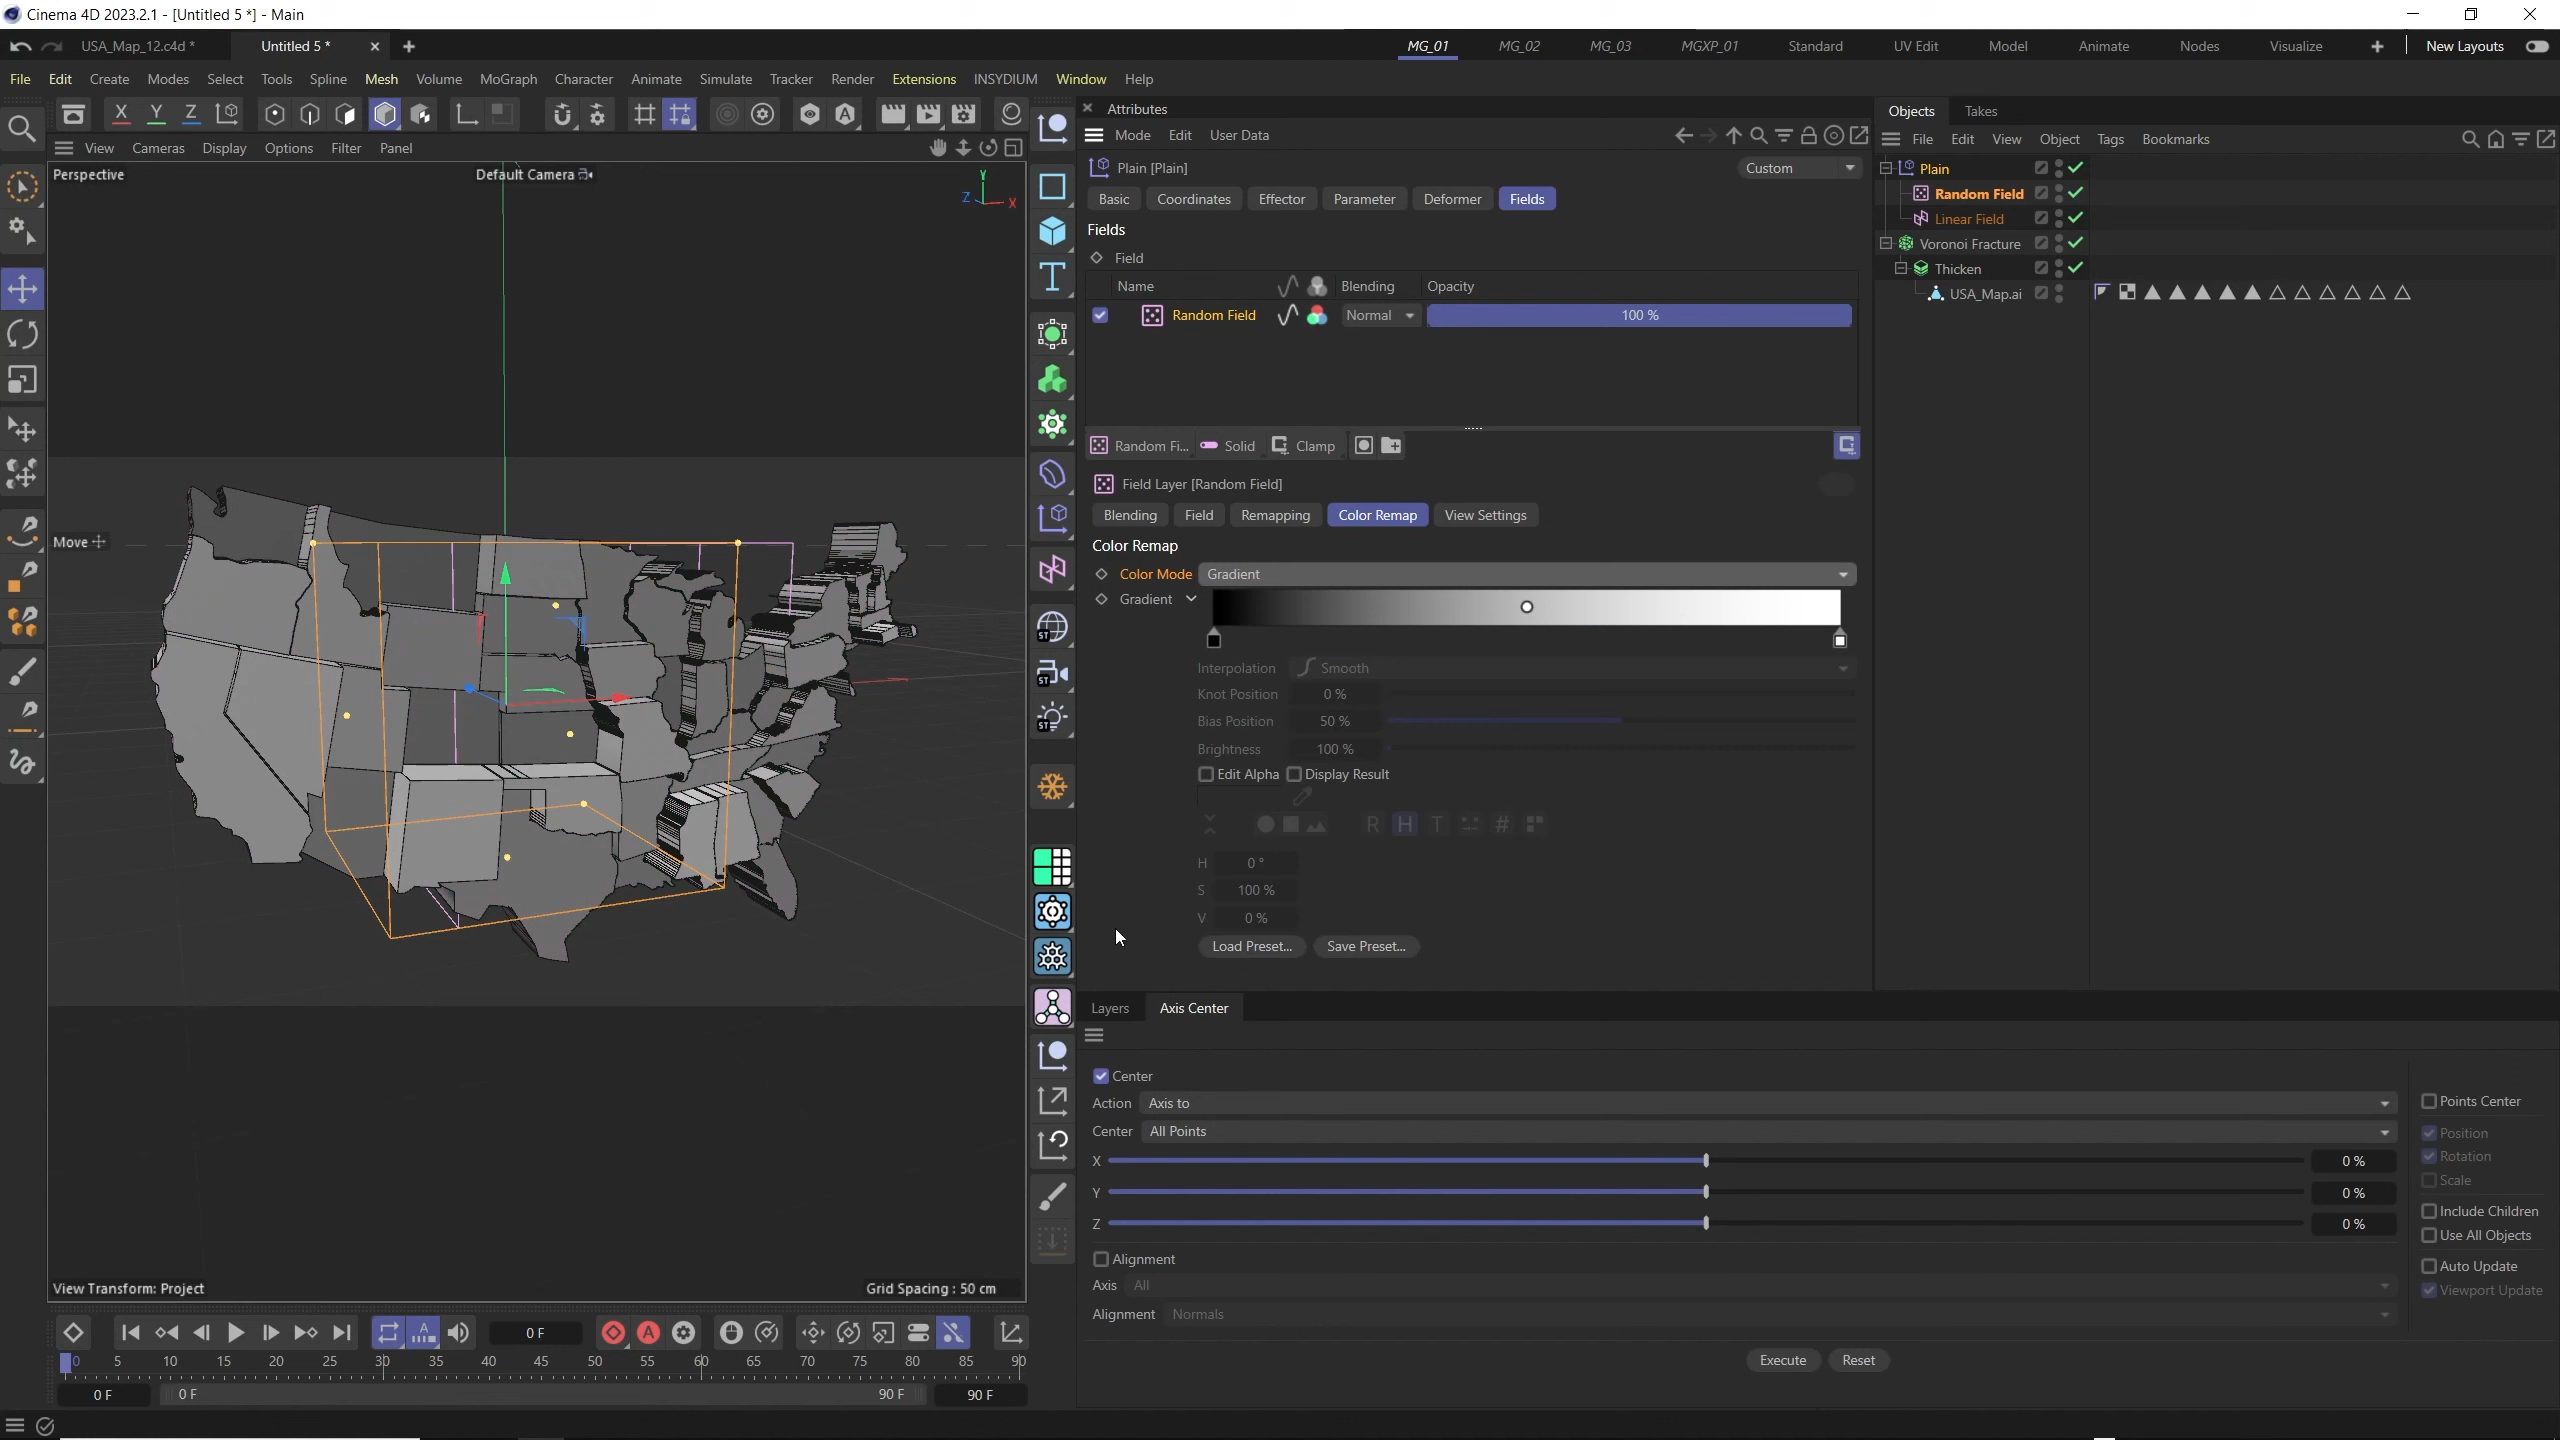 Cinema 4D 2023.2.1 - [Untitled 5 *] - Main
USA_Map_12.c4d * Untitled 5 * MG_01 MG_02 MG_03 MGXP_01 Standard UV Edit Model Animate Nodes Visualize New Layouts
File Edit Create Modes Select Tools Spline Mesh Volume MoGraph Character Animate Simulate Tracker Render Extensions INSYDIUM Window Help
X Y Z
View Cameras Display Options Filter Panel
Perspective Default Camera
Y Z X
Move
View Transform: Project Grid Spacing : 50 cm
0 F
0 5 10 15 20 25 30 35 40 45 50 55 60 65 70 75 80 85 90
0 F 0 F 90 F 90 F
Attributes
Mode Edit User Data
Plain [Plain] Custom
Basic Coordinates Effector Parameter Deformer Fields
Fields
Field
Name Blending Opacity
Random Field Normal 100 %
Random Fi... Solid Clamp
Field Layer [Random Field]
Blending Field Remapping Color Remap View Settings
Color Remap
Color Mode Gradient
Gradient
Interpolation Smooth
Knot Position 0 %
Bias Position 50 %
Brightness 100 %
Edit Alpha Display Result
R H T #
H 0 °
S 100 %
V 0 %
Load Preset... Save Preset...
Objects Takes
File Edit View Object Tags Bookmarks
Plain
Random Field
Linear Field
Voronoi Fracture
Thicken
USA_Map.ai
Layers Axis Center
Center
Action Axis to
Center All Points
X 0 %
Y 0 %
Z 0 %
Alignment
Axis All
Alignment Normals
Points Center
Position
Rotation
Scale
Include Children
Use All Objects
Auto Update
Viewport Update
Execute Reset